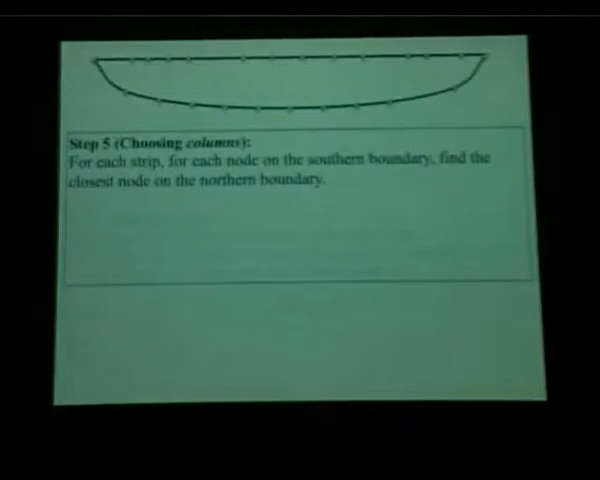 Step 5 (Choosing columns):
For each strip, for each node on the southern boundary, find the
closest node on the northern boundary.